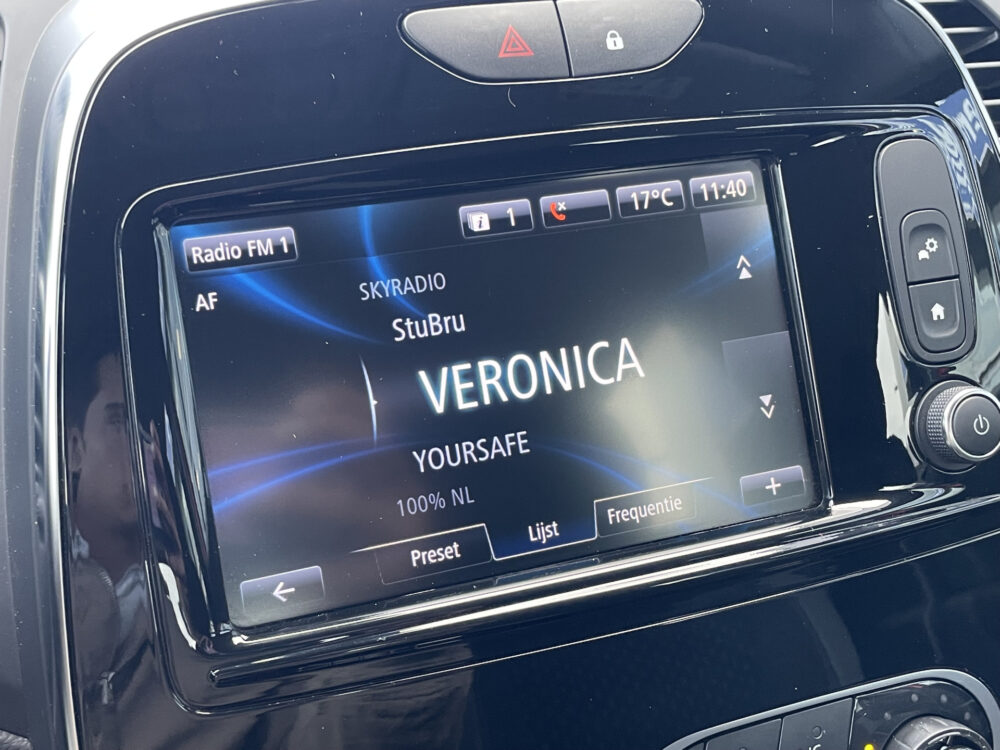 1
17°C
11:40
Radio FM 1
AF
SKYRADIO
StuBru
VERONICA
YOURSAFE
100% NL
Preset
Lijst
Frequentie
+